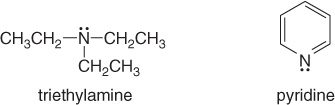 CH3CH2–N–CH2CH3
CH2CH3
N
triethylamine
pyridine